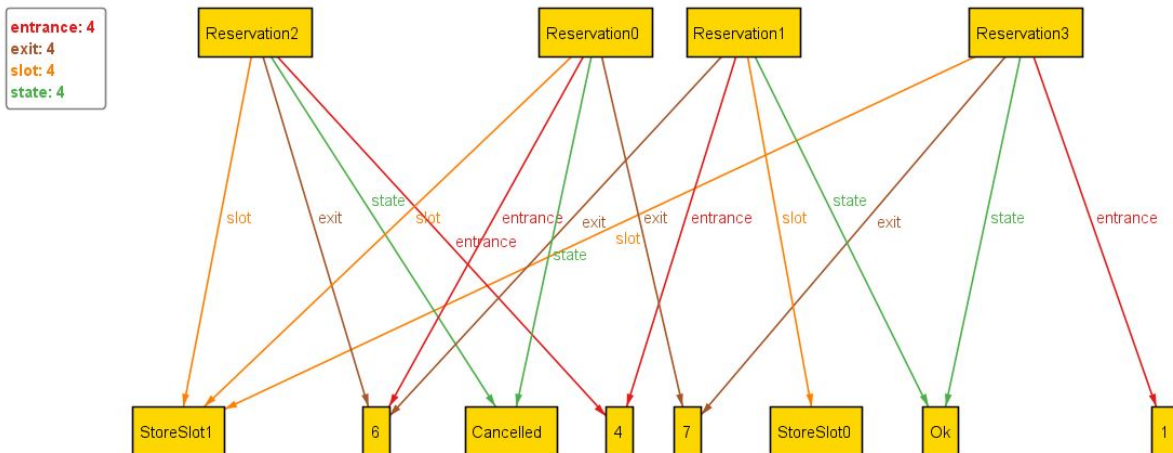 entrance: 4
exit: 4
slot: 4
state: 4
Reservation2
Reservation0
Reservation1
Reservation3
slot
exit
state
slot
entrance
entrance
state
exit
exit
slot
entrance
slot
state
exit
state
entrance
StoreSlot1
6
Cancelled
4
7
StoreSlot0
Ok
1